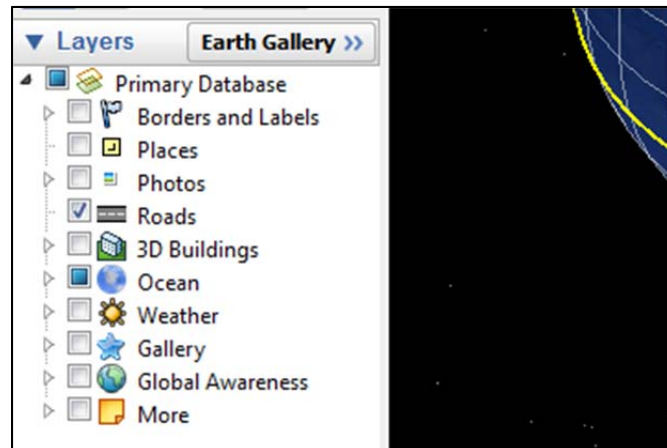 Layers
Earth Gallery >>
Primary Database
Borders and Labels
Places
Photos
Roads
3D Buildings
Ocean
Weather
Gallery
Global Awareness
More